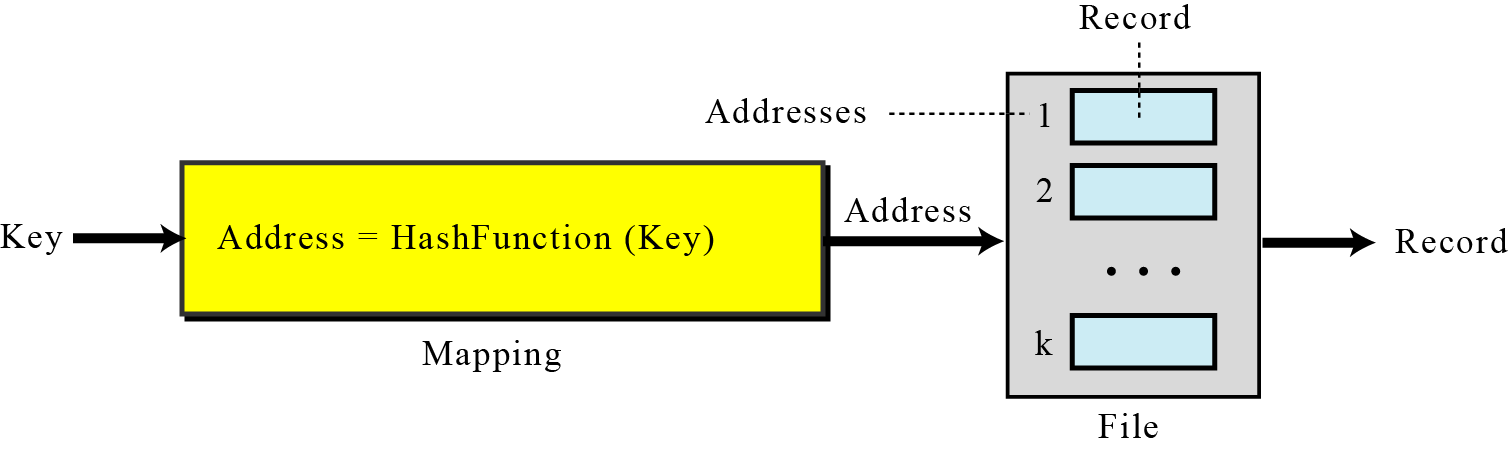 Record
Addresses
1
2
Key
Address = HashFunction (Key)
Address
Record
. . .
k
Mapping
File